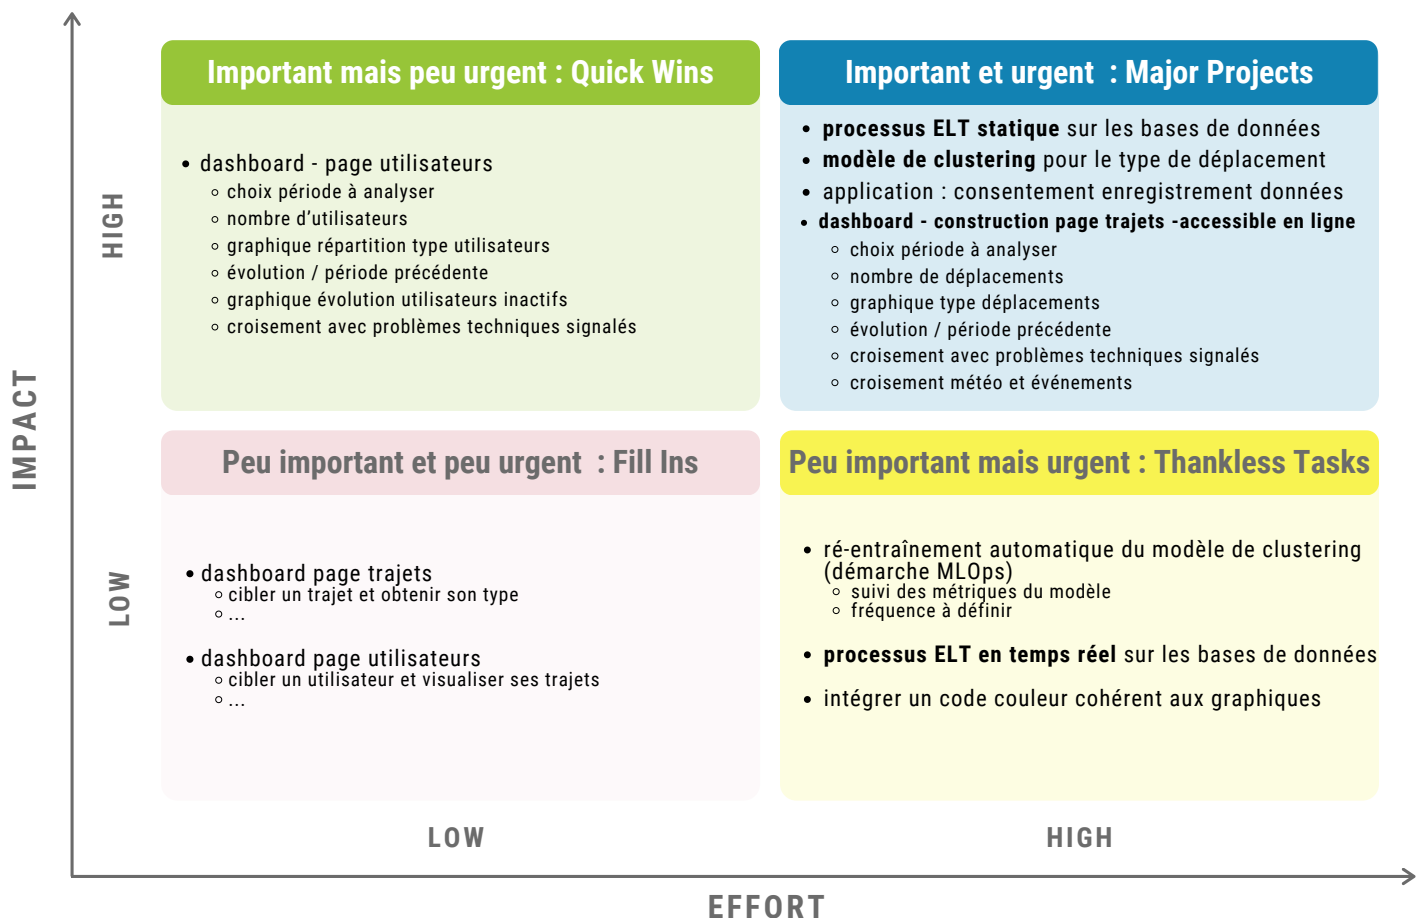 Important mais peu urgent : Quick Wins
dashboard - page utilisateurs
choix période à analyser
nombre d'utilisateurs
graphique répartition type utilisateurs
évolution / période précédente
graphique évolution utilisateurs inactifs
croisement avec problèmes techniques signalés
Important et urgent : Major Projects
processus ELT statique sur les bases de données
modèle de clustering pour le type de déplacement
application : consentement enregistrement données
dashboard - construction page trajets -accessible en ligne
choix période à analyser
nombre de déplacements
graphique type déplacements
évolution / période précédente
croisement avec problèmes techniques signalés
croisement météo et événements
HIGH
IMPACT
Peu important et peu urgent : Fill Ins
dashboard page trajets
cibler un trajet et obtenir son type
...
dashboard page utilisateurs
cibler un utilisateur et visualiser ses trajets
...
Peu important mais urgent : Thankless Tasks
ré-entraînement automatique du modèle de clustering
(démarche MLOps)
suivi des métriques du modèle
fréquence à définir
processus ELT en temps réel sur les bases de données
intégrer un code couleur cohérent aux graphiques
LOW
LOW
HIGH
EFFORT